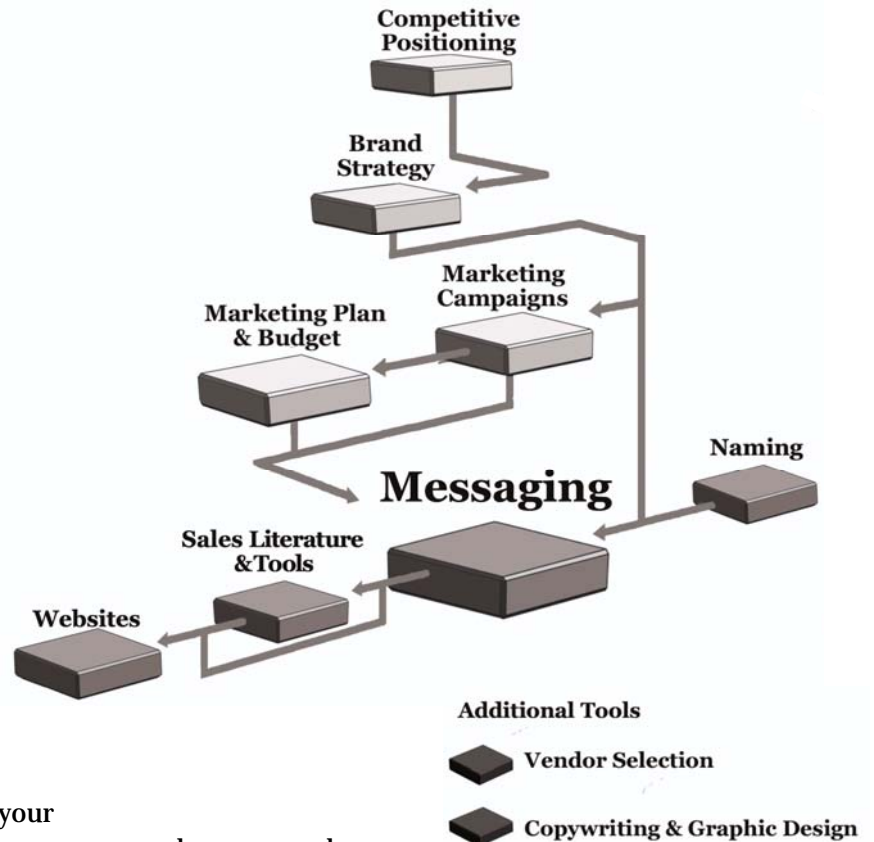 Competitive
Positioning
Brand
Strategy
Marketing
Campaigns
Marketing Plan
& Budget
Naming
Messaging
Sales Literature
&Tools
Websites
Additional Tools
Vendor Selection
your
Copywriting & Graphic Design